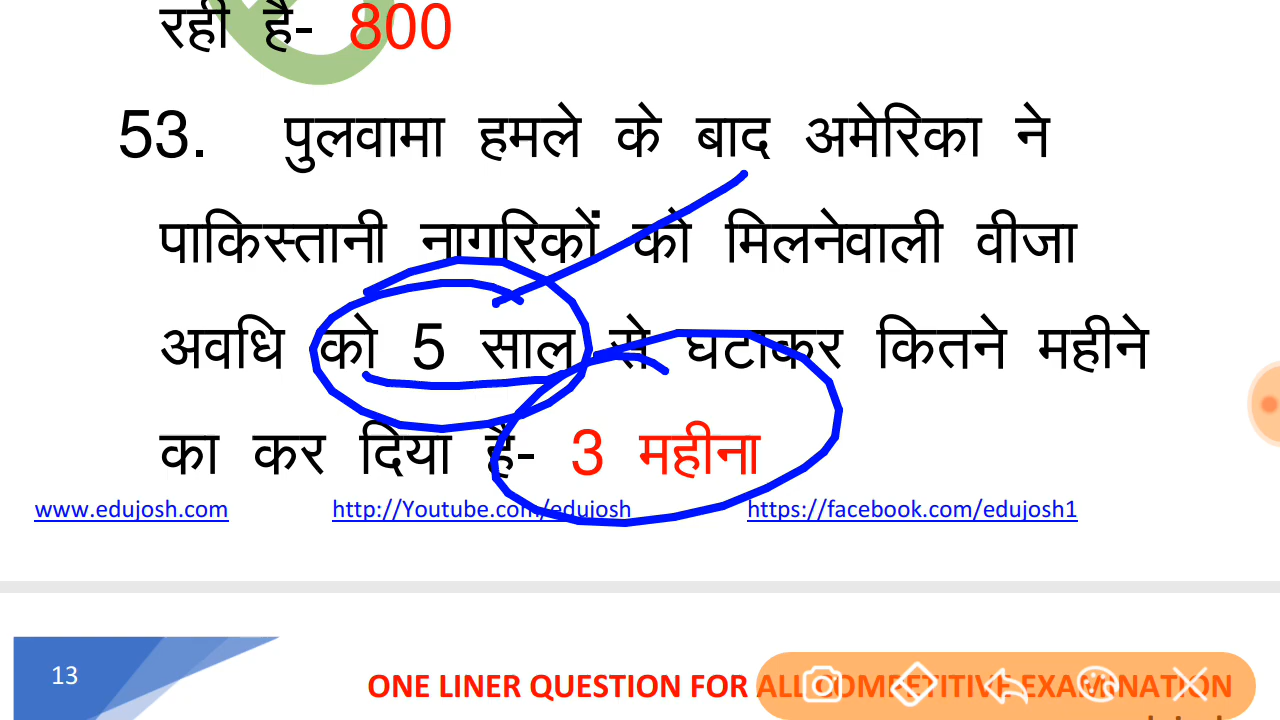 रही है- 800
53. पुलवामा हमले के बाद अमेरिका ने
पाकिस्तानी नागरिकों को मिलनेवाली वीजा
अवधि को 5 साल से घटाकर कितने महीने
का कर दिया है- 3 महीना
www.edujosh.com http://Youtube.com/edujosh https://facebook.com/edujosh1
13
ONE LINER QUESTION FOR ALL COMPETITIVE EXAMINATION